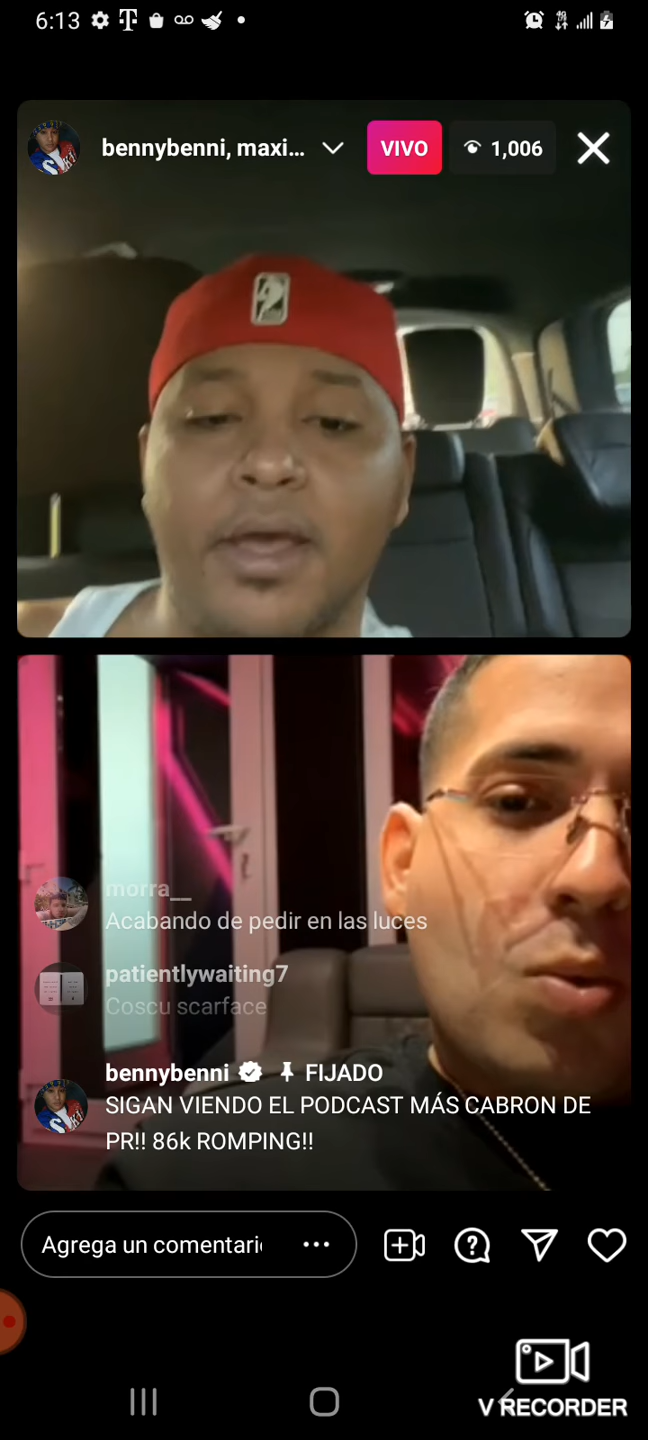 6:13
bennybenni, maxi...
VIVO
1,006
morra__
Acabando de pedir en las luces
patientlywaiting7
Coscu scarface
bennybenni FIJADO
SIGAN VIENDO EL PODCAST MÁS CABRON DE
PR!! 86k ROMPING!!
Agrega un comentari
V RECORDER